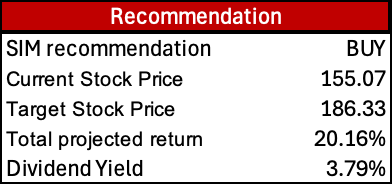 Recommendation
SIM recommendation BUY
Current Stock Price 155.07
Target Stock Price 186.33
Total projected return 20.16%
Dividend Yield 3.79%